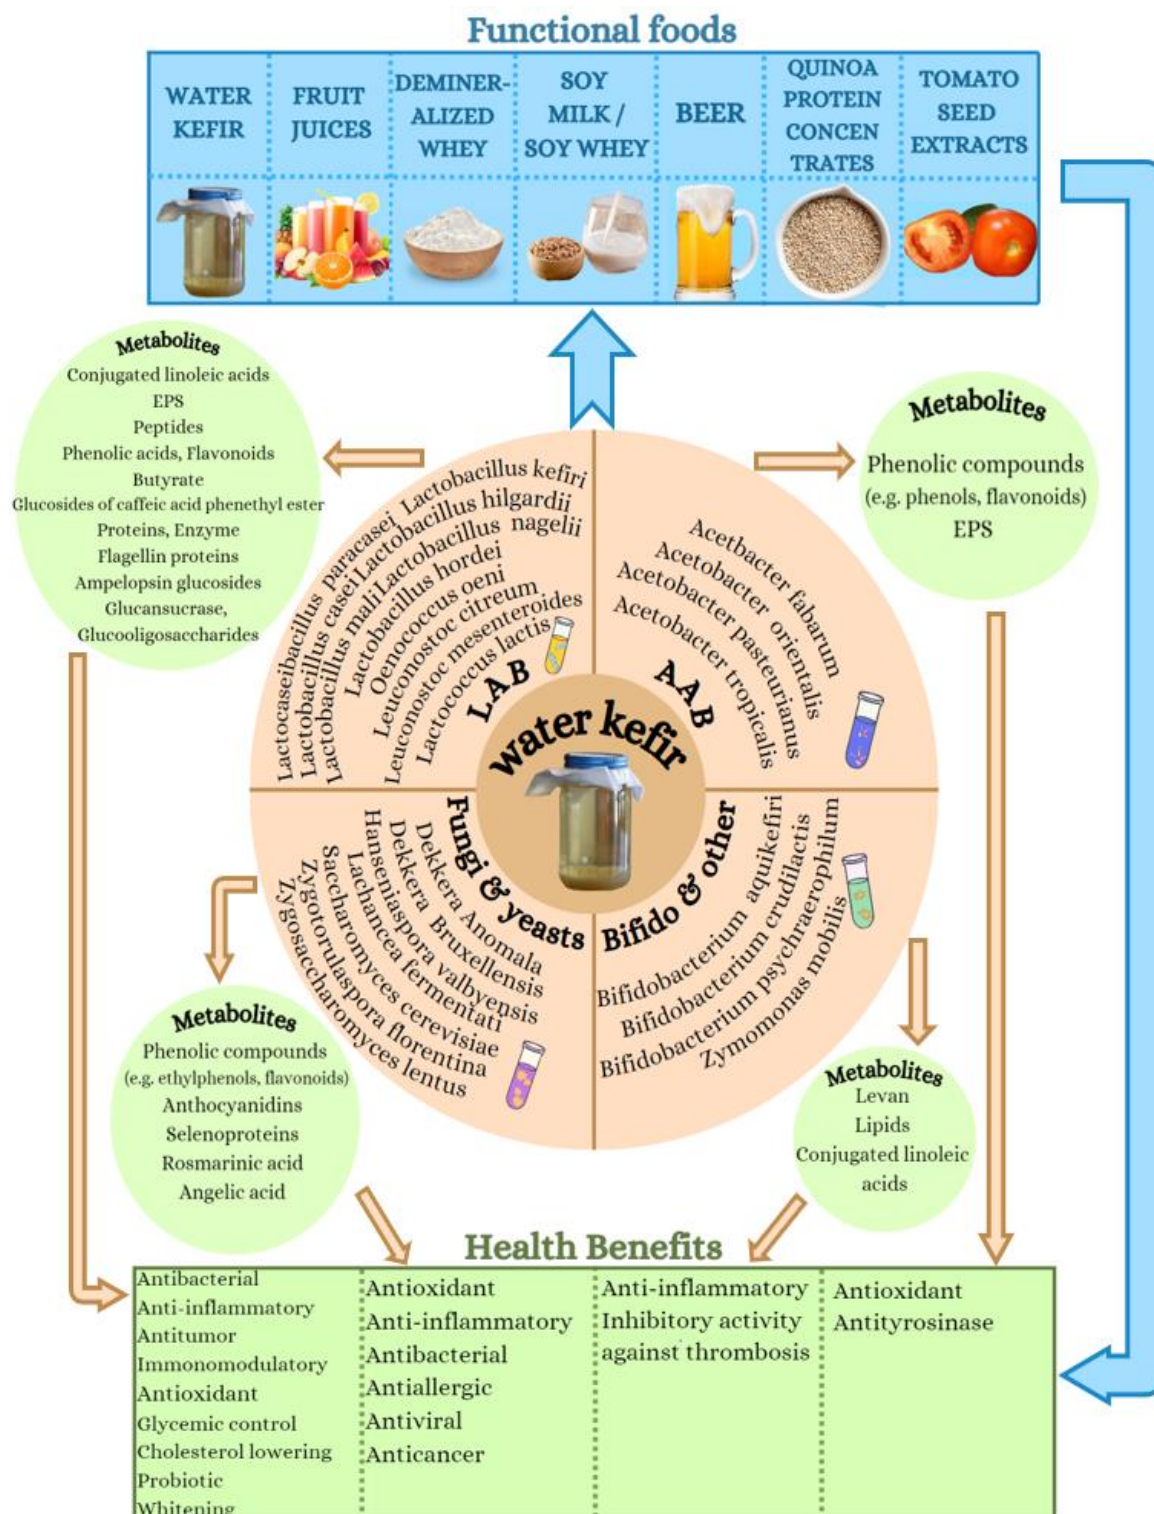 Functional foods
WATER
KEFIR
FRUIT
JUICES
DEMINER-
ALIZED
WHEY
SOY
MILK /
SOY WHEY
BEER
QUINOA
PROTEIN
CONCEN
TRATES
TOMATO
SEED
EXTRACTS
Metabolites
Conjugated linoleic acids
EPS
Peptides
Phenolic acids, Flavonoids
Butyrate
Glucosides of caffeic acid phenethyl ester
Proteins, Enzyme
Flagellin proteins
Ampelopsin glucosides
Glucansucrase,
Glucooligosaccharides
Metabolites
Phenolic compounds
(e.g. phenols, flavonoids)
EPS
Lactocaseibacillus paracasei Lactobacillus kefiri
Lactobacillus casei Lactobacillus hilgardii
Lactobacillus mali Lactobacillus nagelii
Lactobacillus hordei
Oenococcus oeni
Leuconostoc citreum
Leuconostoc mesenteroides
Lactococcus lactis
LAB
Acetbacter fabarum
Acetobacter orientalis
Acetobacter pasteurianus
Acetobacter tropicalis
AAB
water kefir
Fungi & yeasts
Dekkera Anomala
Dekkera Bruxellensis
Hanseniaspora valbyensis
Lachancea fermentati
Saccharomyces cerevisiae
Zygotorulaspora florentina
Zygosaccharomyces lentus
Bifido & other
Bifidobacterium aquikefiri
Bifidobacterium crudilactis
Bifidobacterium psychraerophilum
Zymomonas mobilis
Metabolites
Phenolic compounds
(e.g. ethylphenols, flavonoids)
Anthocyanidins
Selenoproteins
Rosmarinic acid
Angelic acid
Metabolites
Levan
Lipids
Conjugated linoleic
acids
Health Benefits
Antibacterial
Anti-inflammatory
Antitumor
Immonomodulatory
Antioxidant
Glycemic control
Cholesterol lowering
Probiotic
Whitening
Antioxidant
Anti-inflammatory
Antibacterial
Antiallergic
Antiviral
Anticancer
Anti-inflammatory
Inhibitory activity
against thrombosis
Antioxidant
Antityrosinase